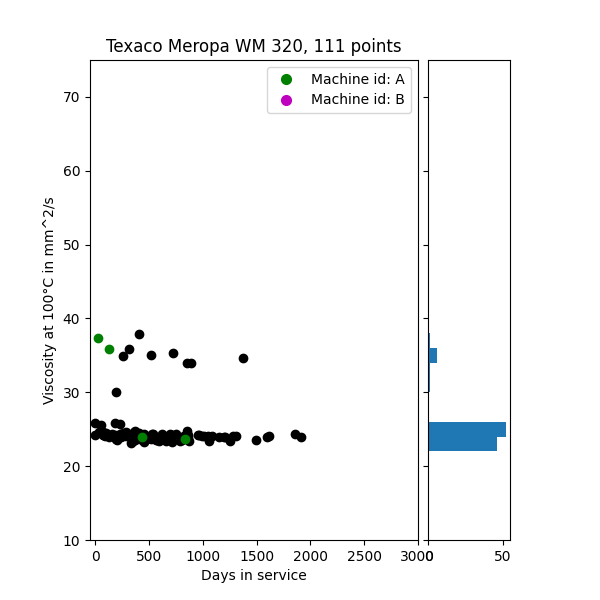 Texaco Meropa WM 320, 111 points
Machine id: A
Machine id: B
Viscosity at 100°C in mm^2/s
70
60
50
40
30
20
10
0 500 1000 1500 2000 2500 3000
0 50
Days in service